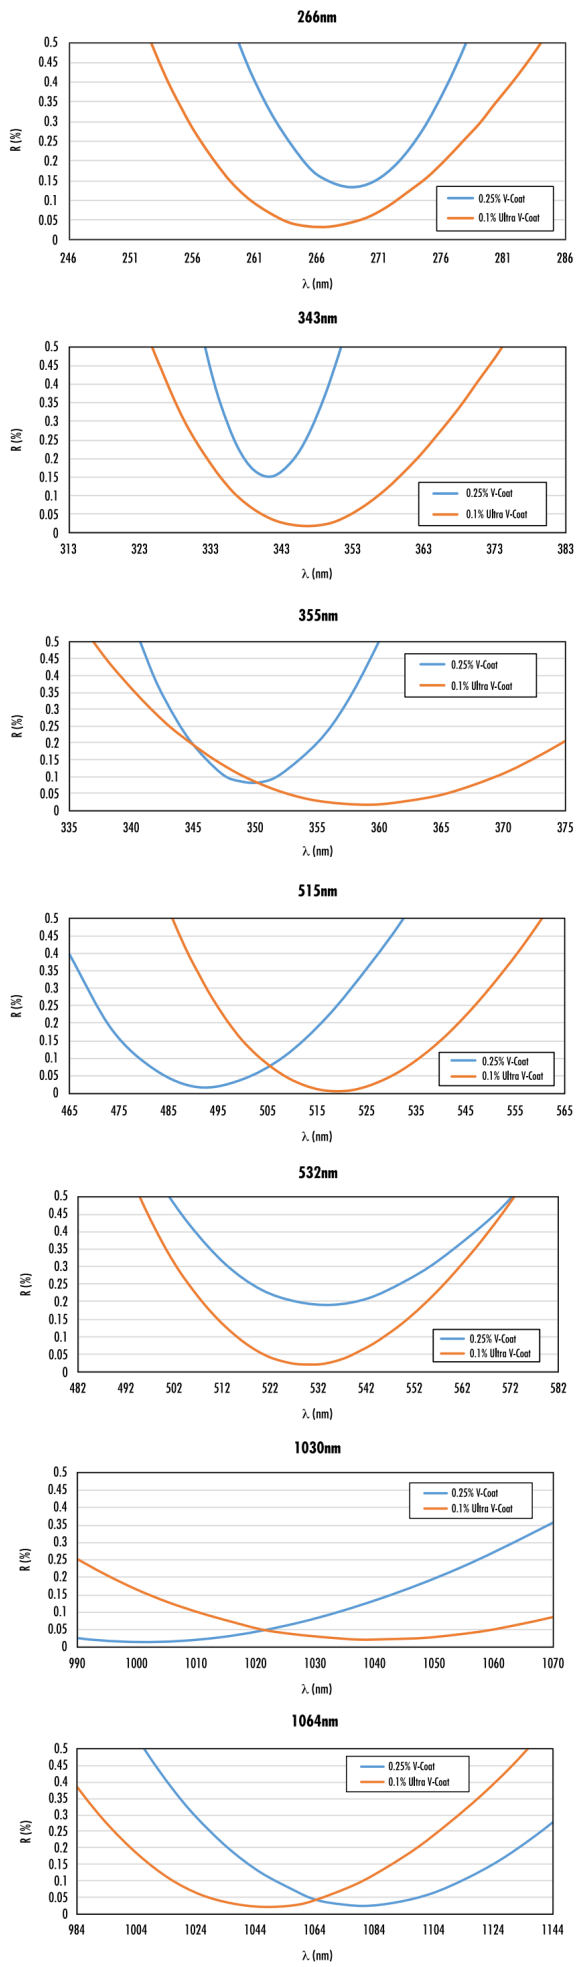 266nm
0.5
0.45
0.4
0.35
0.3
0.25
0.2
0.15
0.1
0.05
0
R (%)
0.25% V-Coat
0.1% Ultra V-Coat
246 251 256 261 266 271 276 281 286
λ (nm)
343nm
0.5
0.45
0.4
0.35
0.3
0.25
0.2
0.15
0.1
0.05
0
R (%)
0.25% V-Coat
0.1% Ultra V-Coat
313 323 333 343 353 363 373 383
λ (nm)
355nm
0.5
0.45
0.4
0.35
0.3
0.25
0.2
0.15
0.1
0.05
0
R (%)
0.25% V-Coat
0.1% Ultra V-Coat
335 340 345 350 355 360 365 370 375
λ (nm)
515nm
0.5
0.45
0.4
0.35
0.3
0.25
0.2
0.15
0.1
0.05
0
R (%)
0.25% V-Coat
0.1% Ultra V-Coat
465 475 485 495 505 515 525 535 545 555 565
λ (nm)
532nm
0.5
0.45
0.4
0.35
0.3
0.25
0.2
0.15
0.1
0.05
0
R (%)
0.25% V-Coat
0.1% Ultra V-Coat
482 492 502 512 522 532 542 552 562 572 582
λ (nm)
1030nm
0.5
0.45
0.4
0.35
0.3
0.25
0.2
0.15
0.1
0.05
0
R (%)
0.25% V-Coat
0.1% Ultra V-Coat
990 1000 1010 1020 1030 1040 1050 1060 1070
λ (nm)
1064nm
0.5
0.45
0.4
0.35
0.3
0.25
0.2
0.15
0.1
0.05
0
R (%)
0.25% V-Coat
0.1% Ultra V-Coat
984 1004 1024 1044 1064 1084 1104 1124 1144
λ (nm)